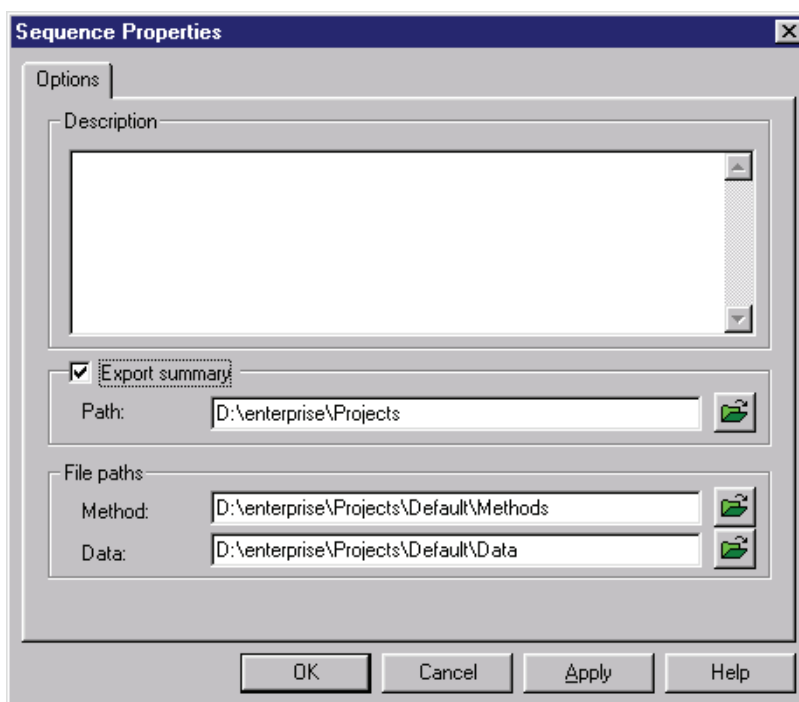 Sequence Properties
Options
Description
Export summary
Path: D:\enterprise\Projects
File paths
Method: D:\enterprise\Projects\Default\Methods
Data: D:\enterprise\Projects\Default\Data
OK Cancel Apply Help